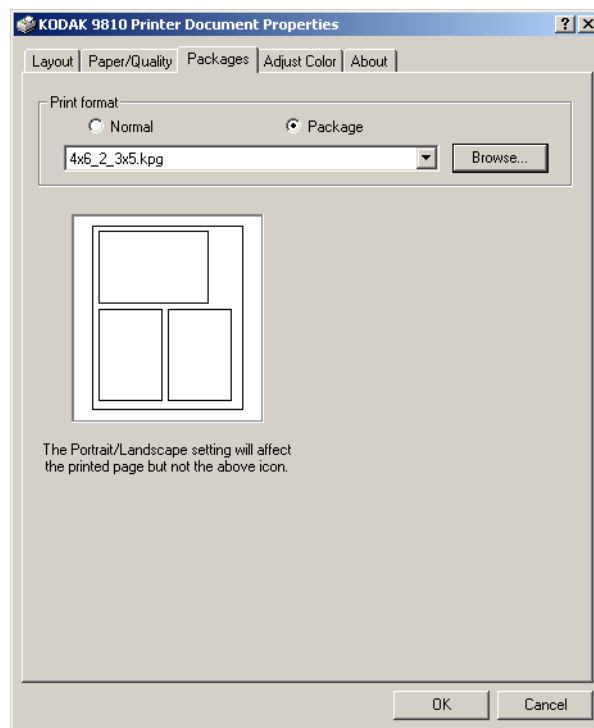 KODAK 9810 Printer Document Properties
Layout Paper/Quality Packages Adjust Color About
Print format
Normal Package
4x6_2_3x5.kpg Browse...
The Portrait/Landscape setting will affect
the printed page but not the above icon.
OK Cancel